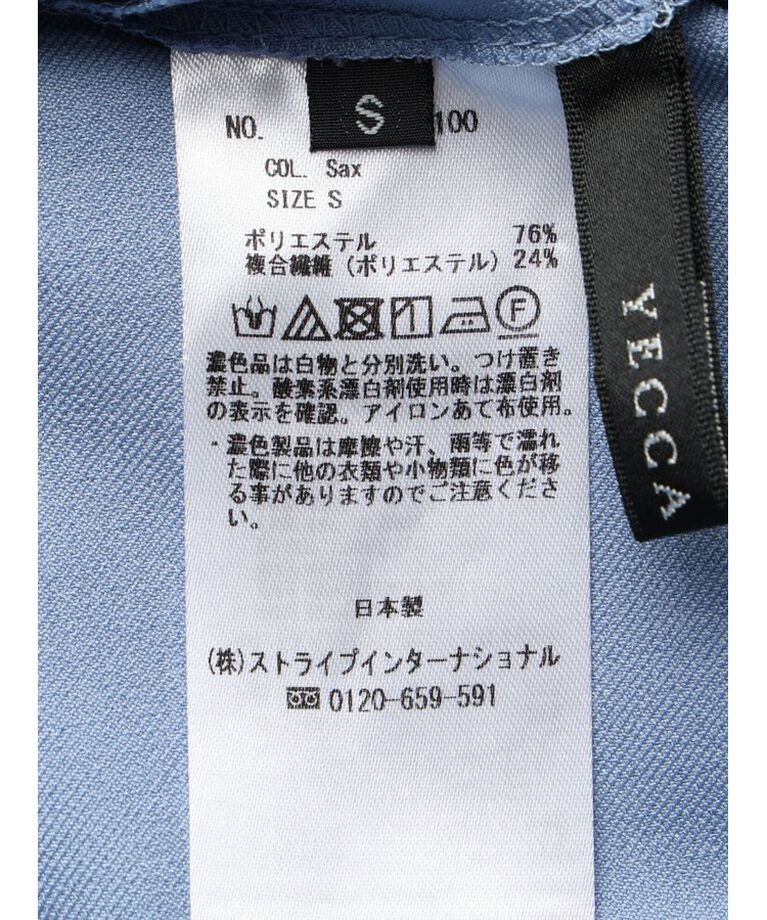 S
NO. 100
COL. Sax
SIZE S
ポリエステル 76%
複合繊維(ポリエステル) 24%
F
濃色品は白物と分別洗い。つけ置き
禁止。酸素系漂白剤使用時は漂白剤
の表示を確認。アイロンあて布使用。
・濃色製品は摩擦や汗、雨等で濡れ
た際に他の衣類や小物類に色が移
る事がありますのでご注意くださ
い。
日本製
(株)ストライプインターナショナル
0120-659-591
YECCA